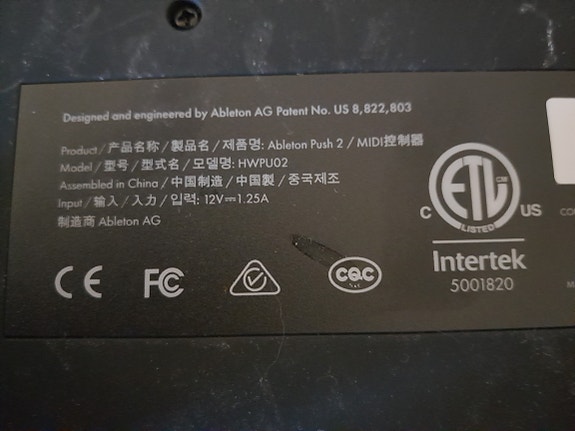 Designed and engineered by Ableton AG Patent No. US 8,822,803
Product / 产品名称 / 製品名 / 제품명: Ableton Push 2 / MIDI控制器
Model / 型号 / 型式名 / 모델명: HWPU02
Assembled in China / 中国制造 / 中国製 / 중국제조
Input / 输入 / 入力 / 입력: 12V⎓1.25A
制造商 Ableton AG
CE FC CQC
C ETL US
LISTED
Intertek
5001820